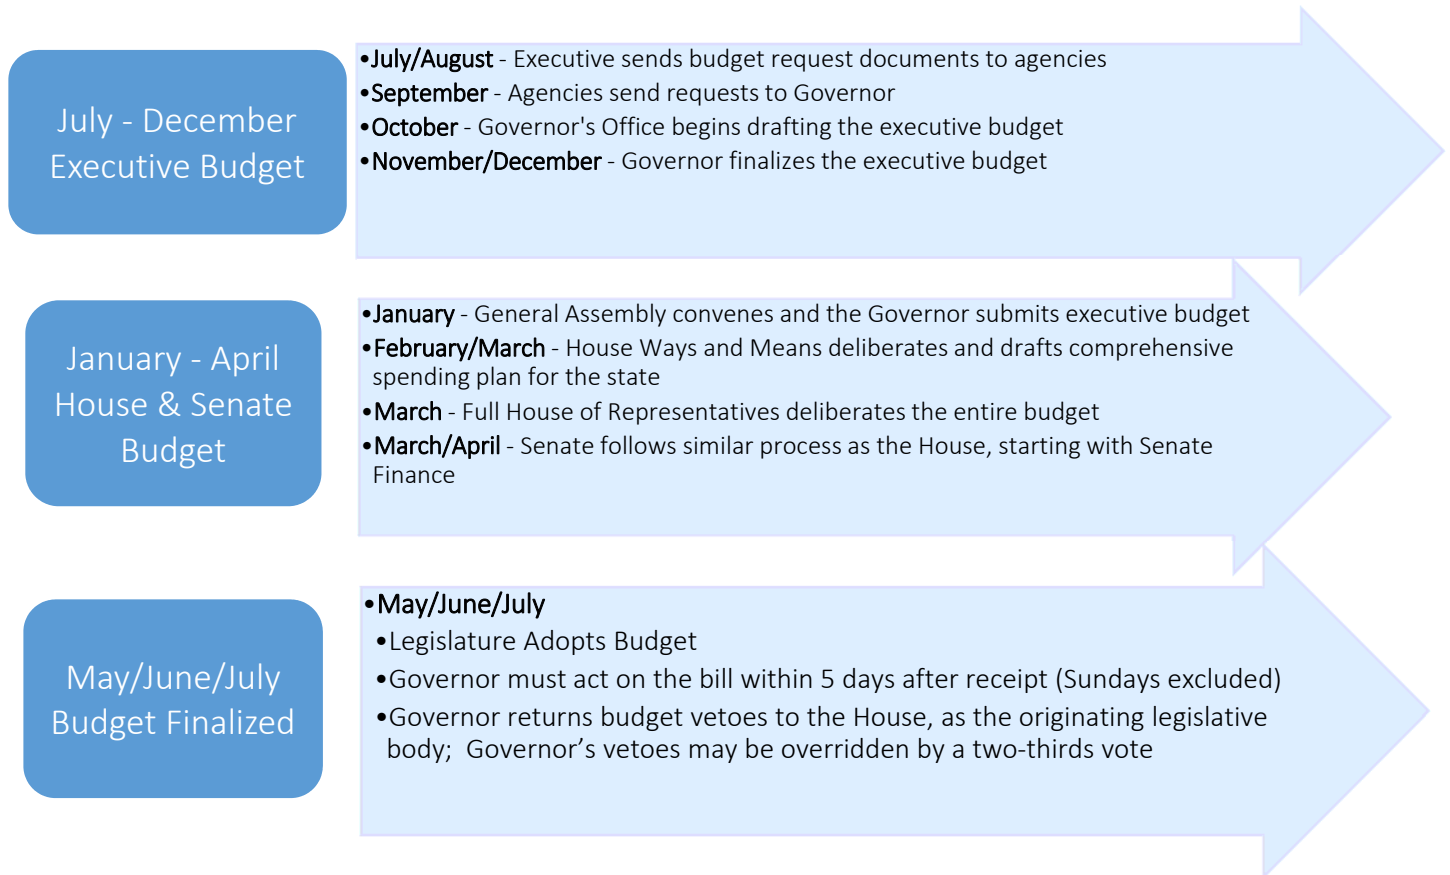 July - December
Executive Budget
•July/August - Executive sends budget request documents to agencies
•September - Agencies send requests to Governor
•October - Governor's Office begins drafting the executive budget
•November/December - Governor finalizes the executive budget
January - April
House & Senate
Budget
•January - General Assembly convenes and the Governor submits executive budget
•February/March - House Ways and Means deliberates and drafts comprehensive
spending plan for the state
•March - Full House of Representatives deliberates the entire budget
•March/April - Senate follows similar process as the House, starting with Senate
Finance
May/June/July
Budget Finalized
•May/June/July
•Legislature Adopts Budget
•Governor must act on the bill within 5 days after receipt (Sundays excluded)
•Governor returns budget vetoes to the House, as the originating legislative
body;  Governor’s vetoes may be overridden by a two-thirds vote